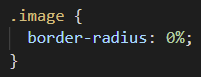 .image {
  border-radius: 0%;
}